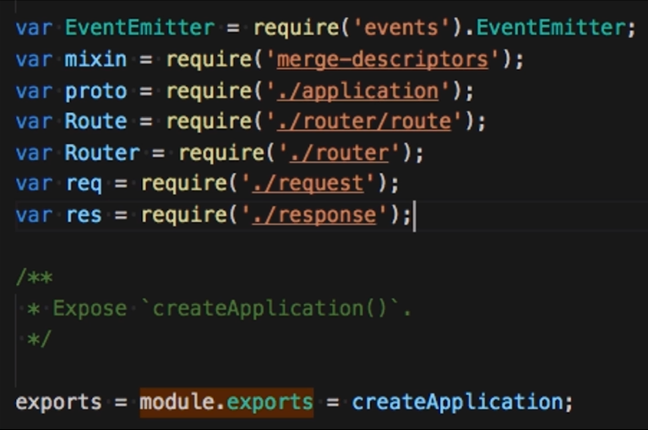 var EventEmitter = require('events').EventEmitter;
var mixin = require('merge-descriptors');
var proto = require('./application');
var Route = require('./router/route');
var Router = require('./router');
var req = require('./request');
var res = require('./response');
/**
* Expose `createApplication()`.
*/
exports = module.exports = createApplication;